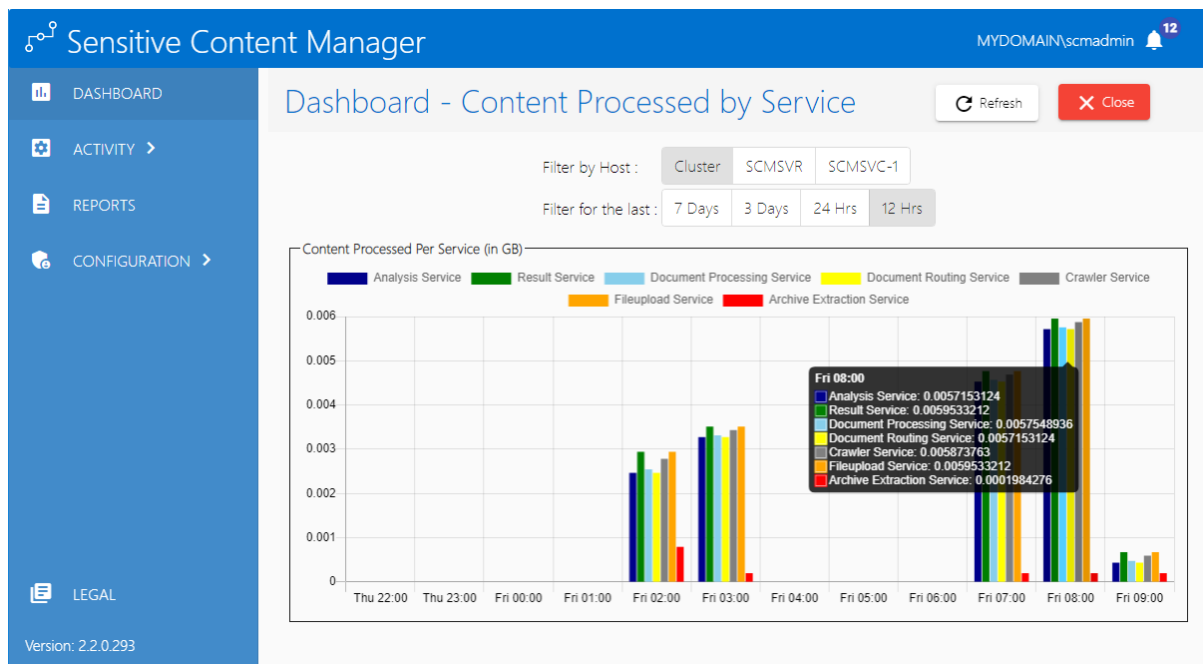 Sensitive Content Manager
MYDOMAIN\scmadmin
12
DASHBOARD
ACTIVITY
REPORTS
CONFIGURATION
LEGAL
Version: 2.2.0.293
Dashboard - Content Processed by Service
Refresh
Close
Filter by Host : Cluster SCMSVR SCMSVC-1
Filter for the last : 7 Days 3 Days 24 Hrs 12 Hrs
Content Processed Per Service (in GB)
Analysis Service Result Service Document Processing Service Document Routing Service Crawler Service
Fileupload Service Archive Extraction Service
0.006
0.005
0.004
0.003
0.002
0.001
0
Fri 08:00
Analysis Service: 0.0057153124
Result Service: 0.0059533212
Document Processing Service: 0.0057548936
Document Routing Service: 0.0057153124
Crawler Service: 0.005873763
Fileupload Service: 0.0059533212
Archive Extraction Service: 0.0001984276
Thu 22:00 Thu 23:00 Fri 00:00 Fri 01:00 Fri 02:00 Fri 03:00 Fri 04:00 Fri 05:00 Fri 06:00 Fri 07:00 Fri 08:00 Fri 09:00